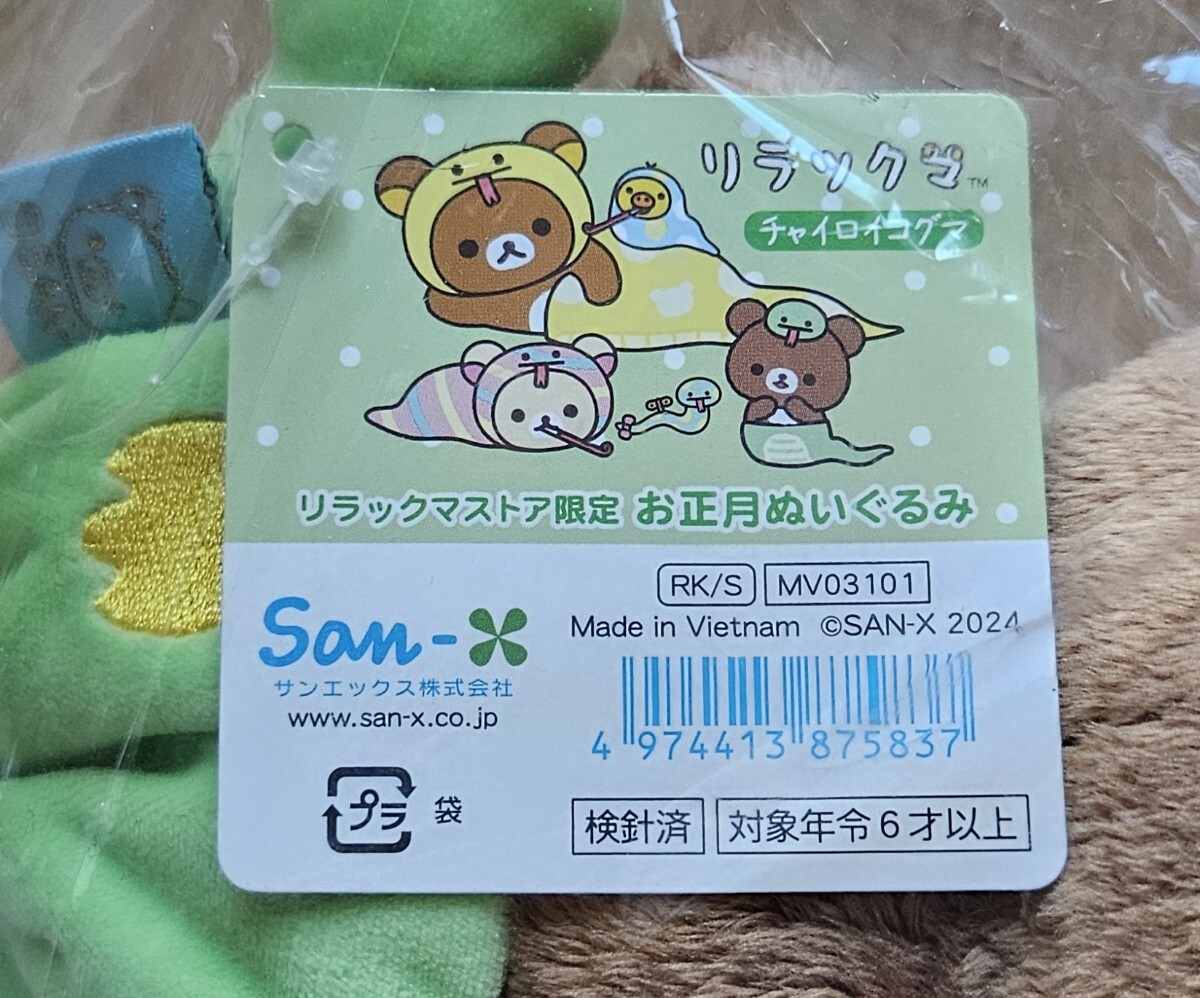 リラックマ™
チャイロイコグマ
リラックマストア限定 お正月ぬいぐるみ
RK/S MV03101
Made in Vietnam ©SAN-X 2024
San-X
サンエックス株式会社
www.san-x.co.jp
4 974413 875837
プラ 袋
検針済 対象年令6才以上